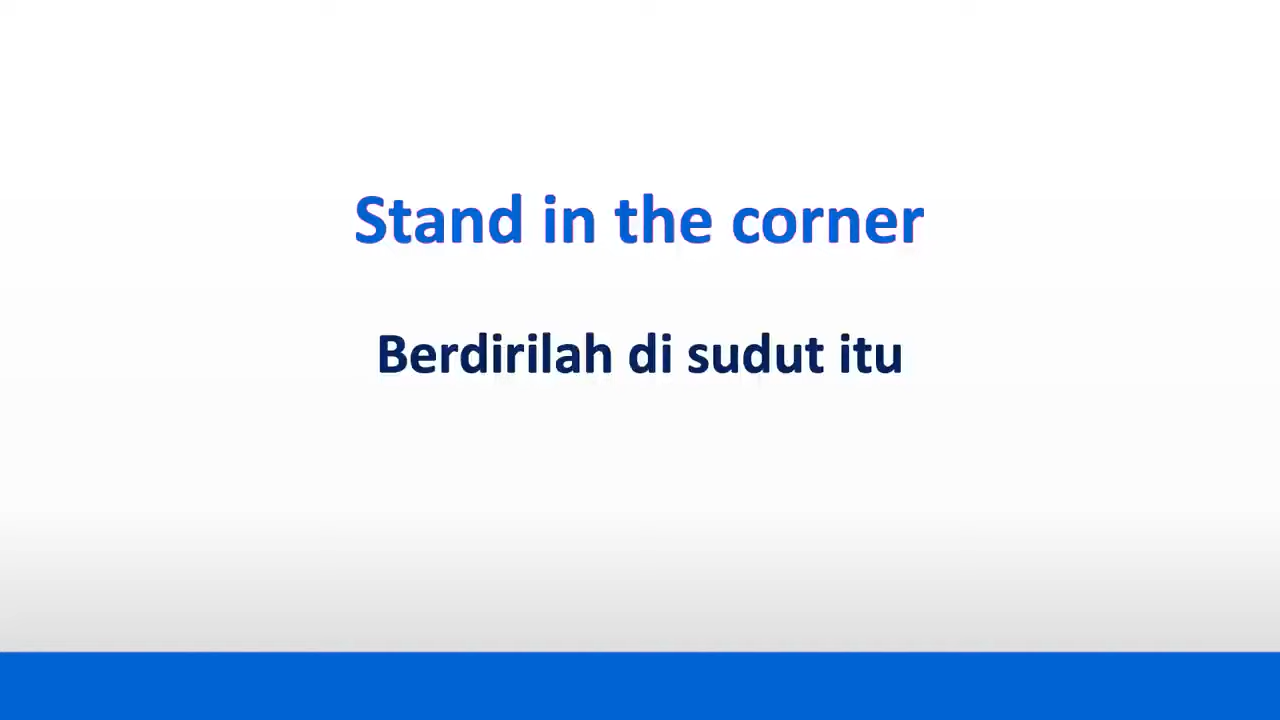 Stand in the corner
Berdirilah di sudut itu